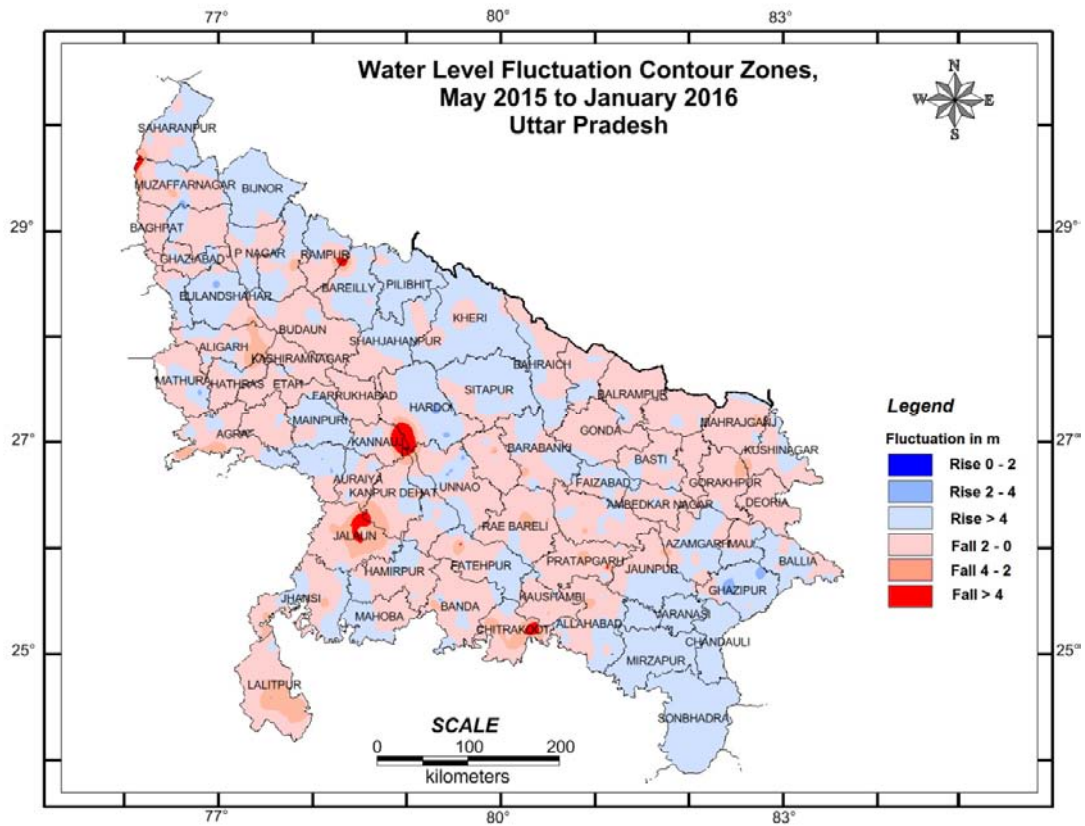 77°
80°
83°
Water Level Fluctuation Contour Zones,
May 2015 to January 2016
Uttar Pradesh
N
W
E
S
SAHARANPUR
MUZAFFARNAGAR
BIJNOR
29°
29°
BAGHPAT
GHAZIABAD
P NAGAR
RAMPUR
BAREILLY
PILIBHIT
BULANDSHAHAR
KHERI
BUDAUN
SHAHJAHANPUR
ALIGARH
KASHIRAMNAGAR
BAHRAICH
MATHURA
HATHRAS
ETAH
SITAPUR
BALRAMPUR
FARRUKHABAD
HARDOI
MAINPURI
MAHRAJGANJ
Legend
27°
AGRA
KANNAUJ
BARABANKI
GONDA
KUSHINAGAR
27°
Fluctuation in m
BASTI
Rise 0 - 2
AURAIYA
KANPUR DEHAT
UNNAO
FAIZABAD
GORAKHPUR
Rise 2 - 4
AMBEDKAR NAGAR
DEORIA
Rise > 4
RAE BARELI
JALAUN
AZAMGARH
MAU
Fall 2 - 0
HAMIRPUR
FATEHPUR
PRATAPGARH
JAUNPUR
BALLIA
Fall 4 - 2
JHANSI
KAUSHAMBI
GHAZIPUR
Fall > 4
MAHOBA
BANDA
CHITRAKOOT
ALLAHABAD
VARANASI
CHANDAULI
25°
25°
MIRZAPUR
LALITPUR
SONBHADRA
SCALE
0
100
200
kilometers
77°
80°
83°